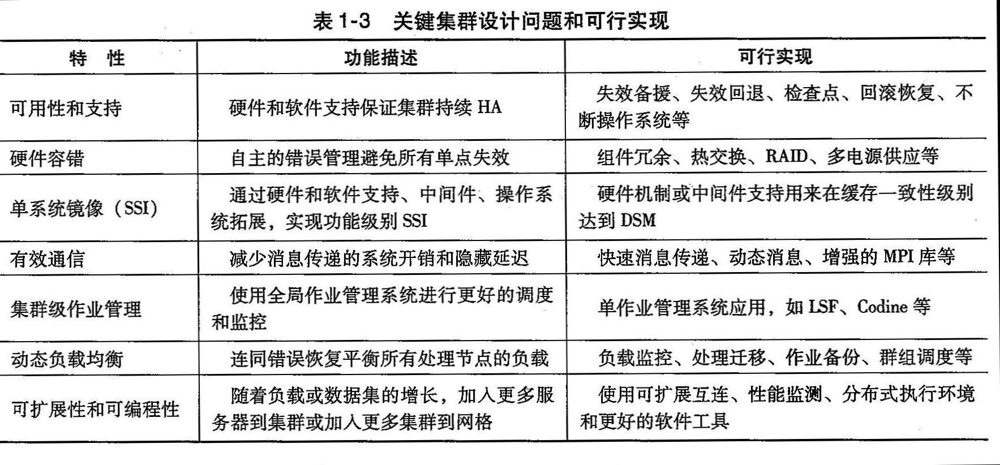 表 1-3 关键集群设计问题和可行实现
特 性
功能描述
可行实现
可用性和支持
硬件和软件支持保证集群持续 HA
失效备援、失效回退、检查点、回滚恢复、不
断操作系统等
硬件容错
自主的错误管理避免所有单点失效
组件冗余、热交换、RAID、多电源供应等
单系统镜像（SSI）
通过硬件和软件支持、中间件、操作系
统拓展，实现功能级别 SSI
硬件机制或中间件支持用来在缓存一致性级别
达到 DSM
有效通信
减少消息传递的系统开销和隐藏延迟
快速消息传递、动态消息、增强的 MPI 库等
集群级作业管理
使用全局作业管理系统进行更好的调度
和监控
单作业管理系统应用，如 LSF、Codine 等
动态负载均衡
连同错误恢复平衡所有处理节点的负载
负载监控、处理迁移、作业备份、群组调度等
可扩展性和可编程性
随着负载或数据集的增长，加入更多服
务器到集群或加入更多集群到网格
使用可扩展互连、性能监测、分布式执行环境
和更好的软件工具